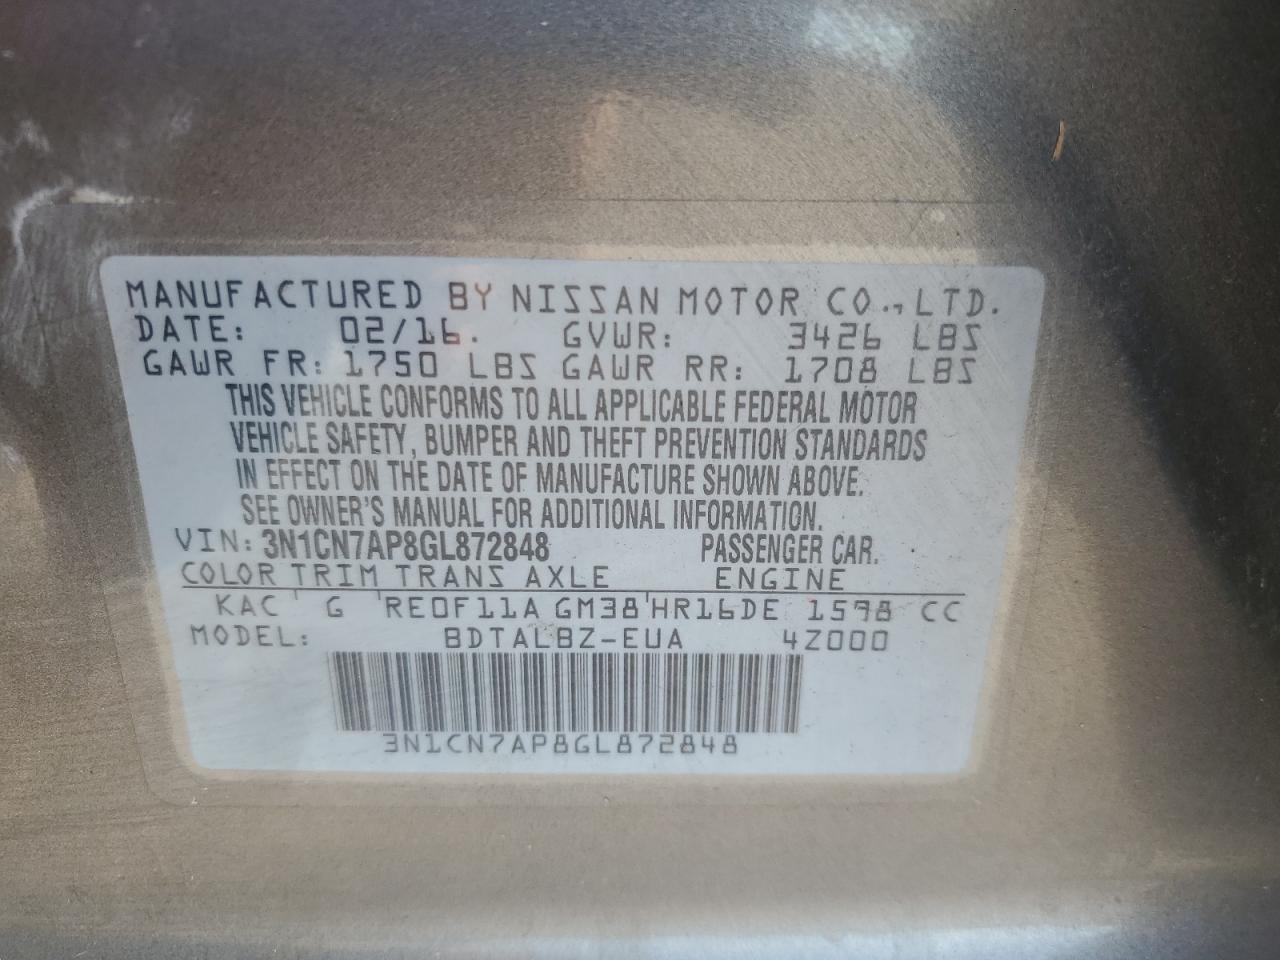 MANUFACTURED BY NISSAN MOTOR CO., LTD.
DATE: 02/16. GVWR: 3426 LBS
GAWR FR: 1750 LBS GAWR RR: 1708 LBS
THIS VEHICLE CONFORMS TO ALL APPLICABLE FEDERAL MOTOR
VEHICLE SAFETY, BUMPER AND THEFT PREVENTION STANDARDS
IN EFFECT ON THE DATE OF MANUFACTURE SHOWN ABOVE.
SEE OWNER'S MANUAL FOR ADDITIONAL INFORMATION.
VIN: 3N1CN7AP8GL872848 PASSENGER CAR.
COLOR TRIM TRANS AXLE ENGINE
KAC G RE0F11A GM38 HR16DE 1598 CC
MODEL: BDTALBZ-EUA 4Z000
3N1CN7AP8GL872848